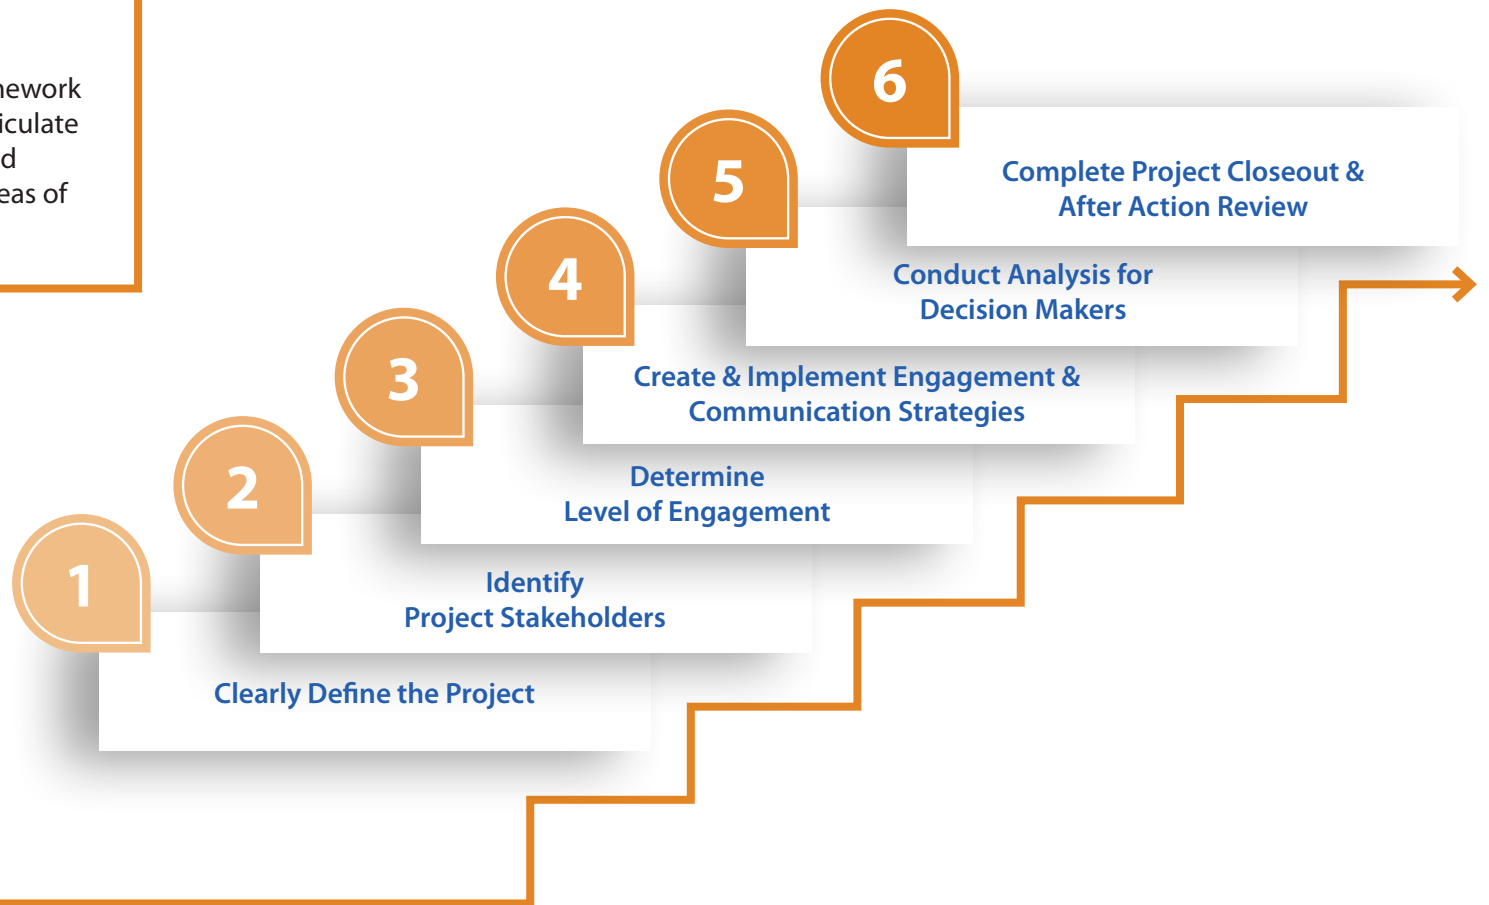 nework
iculate
d
eas of
1
Clearly Define the Project
2
Identify
Project Stakeholders
3
Determine
Level of Engagement
4
Create & Implement Engagement &
Communication Strategies
5
Conduct Analysis for
Decision Makers
6
Complete Project Closeout &
After Action Review